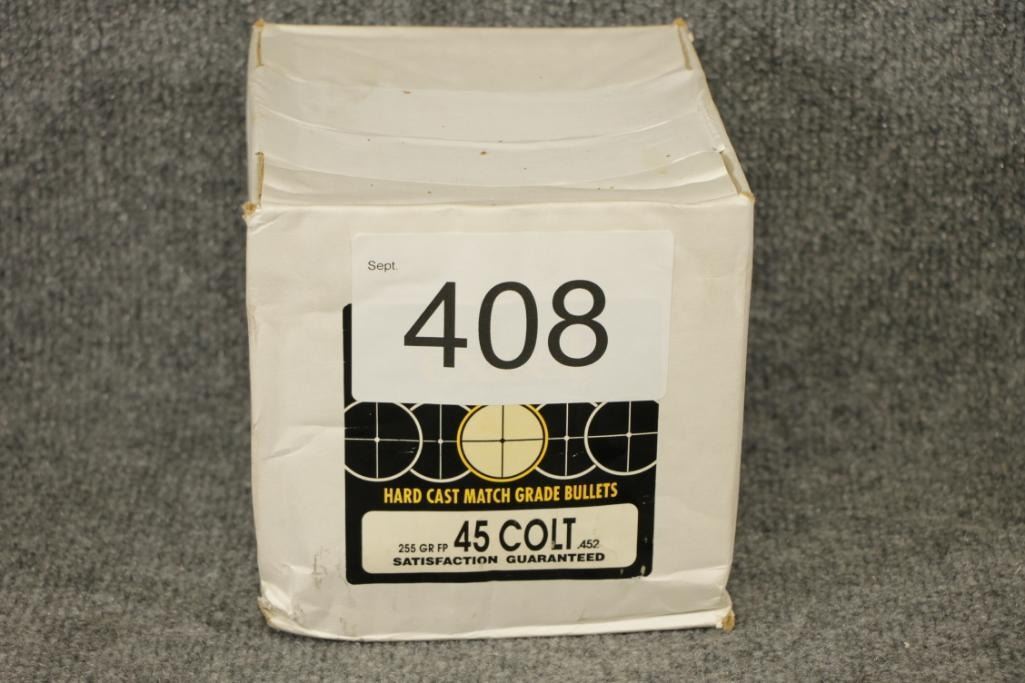 Sept.
408
HARD CAST MATCH GRADE BULLETS
255 GR FP 45 COLT .452
SATISFACTION GUARANTEED